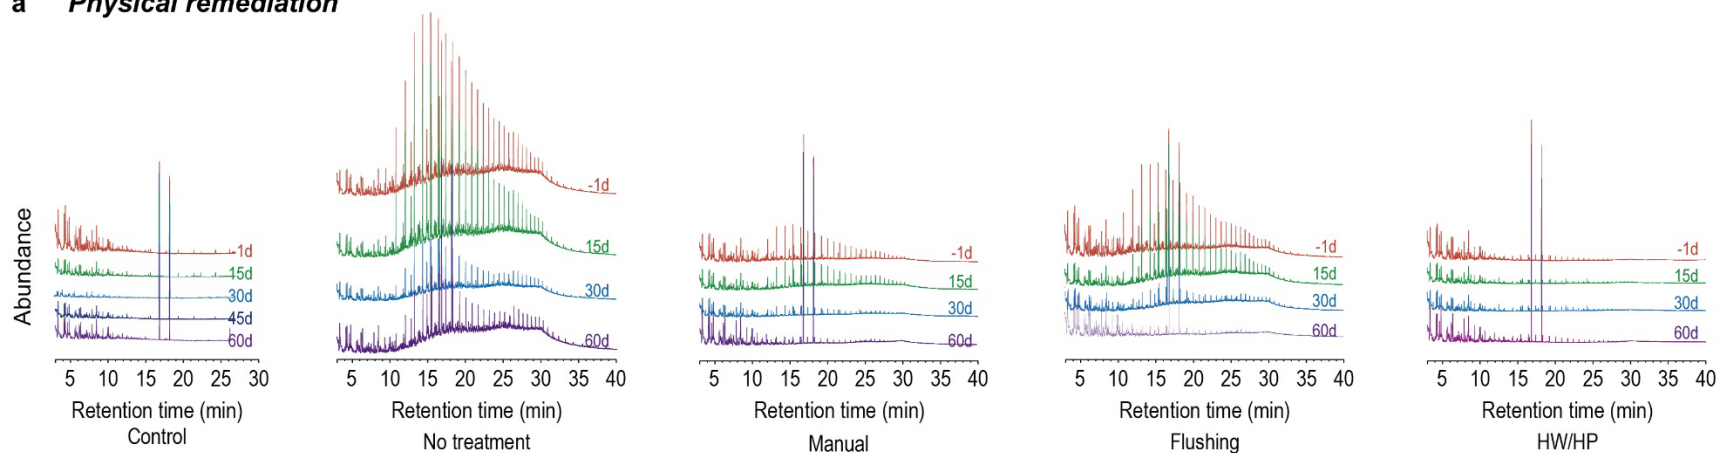 a Physical remediation
Abundance
-1d
15d
30d
45d
60d
5 10 15 20 25 30
Retention time (min)
Control
-1d
15d
30d
60d
5 10 15 20 25 30 35 40
Retention time (min)
No treatment
-1d
15d
30d
60d
5 10 15 20 25 30 35 40
Retention time (min)
Manual
-1d
15d
30d
60d
5 10 15 20 25 30 35 40
Retention time (min)
Flushing
-1d
15d
30d
60d
5 10 15 20 25 30 35 40
Retention time (min)
HW/HP